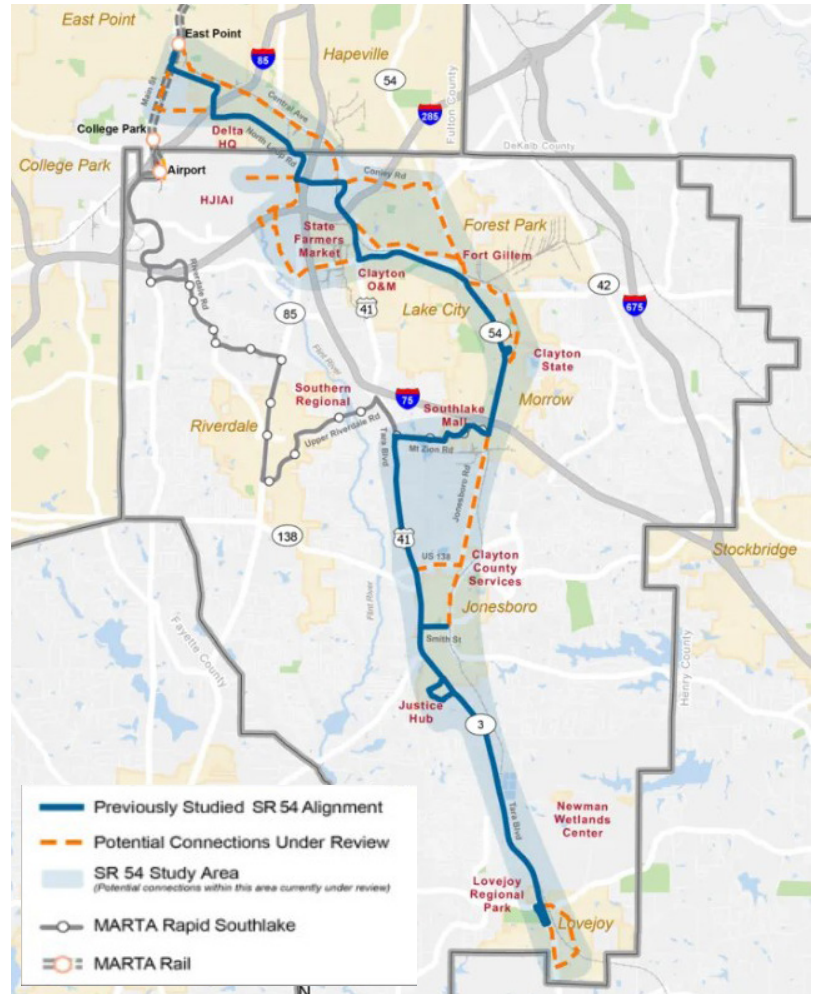 East Point
East Point
Hapeville
85
54
Main St
Central Ave
Fulton County
285
College Park
Delta
HQ
North Loop Rd
DeKalb County
College Park
Airport
Conley Rd
HJIAI
State
Farmers
Market
Forest Park
Fort Gillem
Clayton
O&M
Riverdale Rd
42
675
85
41
Lake City
54
Flint River
Clayton
State
Southern
Regional
75
Southlake
Mall
Morrow
Riverdale
Upper Riverdale Rd
Tara Blvd
Mt Zion Rd
Jonesboro Rd
138
41
US 138
Clayton
County
Services
Stockbridge
Flint River
Jonesboro
Fayette County
Smith St
Henry County
Justice
Hub
3
Tara Blvd
Newman
Wetlands
Center
Lovejoy
Regional
Park
Lovejoy
Previously Studied SR 54 Alignment
Potential Connections Under Review
SR 54 Study Area
(Potential connections within this area currently under review)
MARTA Rapid Southlake
MARTA Rail
N